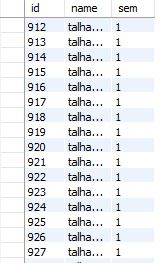 id name sem
912 talha... 1
913 talha... 1
914 talha... 1
915 talha... 1
916 talha... 1
917 talha... 1
918 talha... 1
919 talha... 1
920 talha... 1
921 talha... 1
922 talha... 1
923 talha... 1
924 talha... 1
925 talha... 1
926 talha... 1
927 talha... 1